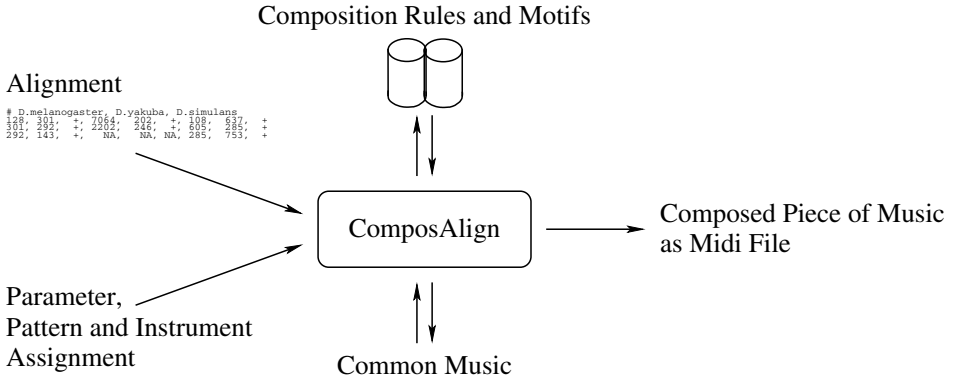 Composition Rules and Motifs
Alignment
# D.melanogaster, D.yakuba, D.simulans
128, 301, +, 7064, 202, +, 108, 637, +
301, 292, +, 2202, 246, +, 605, 285, +
292, 143, +, NA, NA, NA, 285, 753, +
ComposAlign
Composed Piece of Music
as Midi File
Parameter,
Pattern and Instrument
Assignment
Common Music